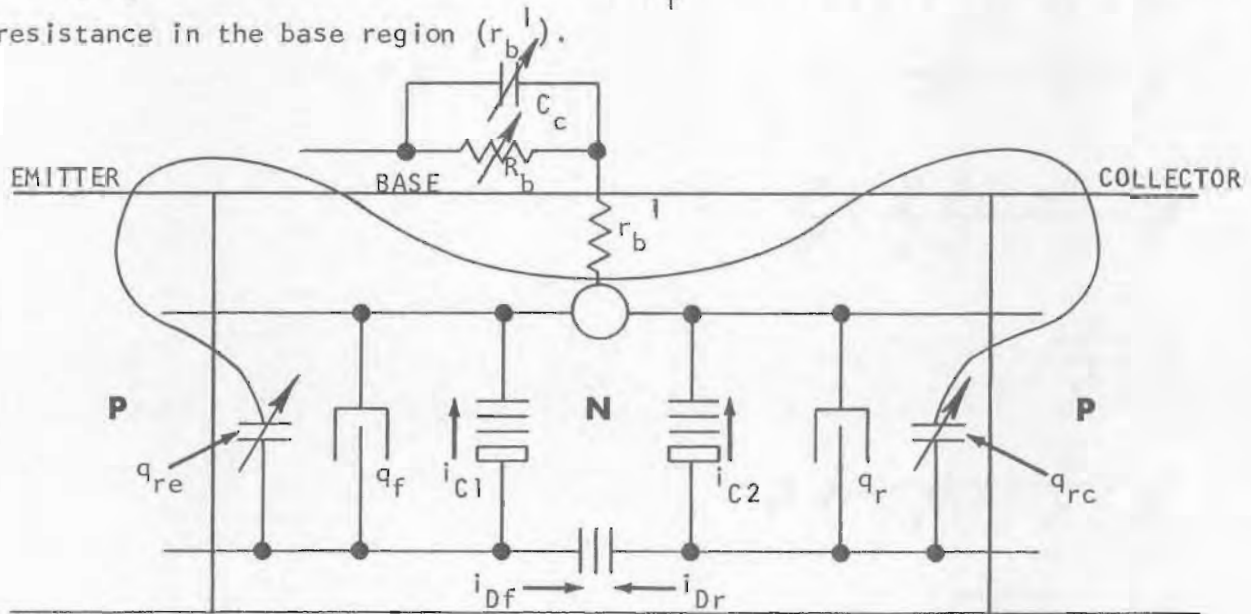 resistance in the base region (r_b^l).
C_c
R_b
EMITTER
BASE
COLLECTOR
r_b^l
P
N
P
q_re
q_f
i_C1
i_C2
q_r
q_rc
i_Df
i_Dr